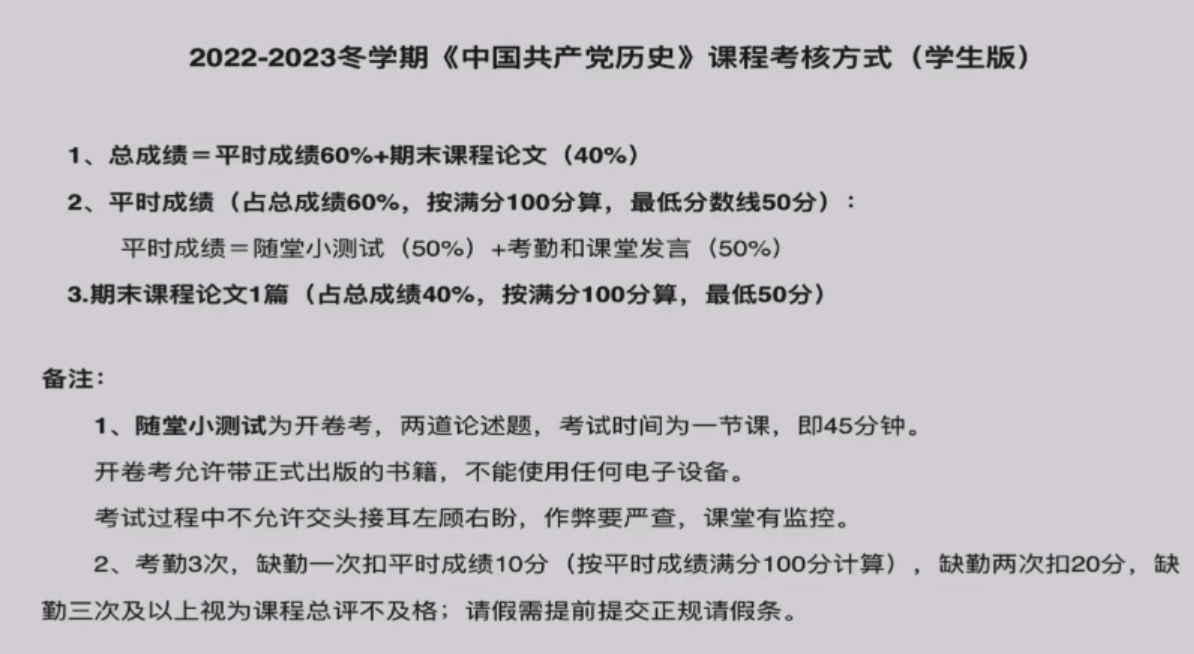 2022-2023冬学期《中国共产党历史》课程考核方式（学生版）
1、总成绩＝平时成绩60%+期末课程论文（40%）
2、平时成绩（占总成绩60%，按满分100分算，最低分数线50分）：
平时成绩＝随堂小测试（50%）+考勤和课堂发言（50%）
3.期末课程论文1篇（占总成绩40%，按满分100分算，最低50分）
备注：
1、随堂小测试为开卷考，两道论述题，考试时间为一节课，即45分钟。
开卷考允许带正式出版的书籍，不能使用任何电子设备。
考试过程中不允许交头接耳左顾右盼，作弊要严查，课堂有监控。
2、考勤3次，缺勤一次扣平时成绩10分（按平时成绩满分100分计算），缺勤两次扣20分，缺
勤三次及以上视为课程总评不及格；请假需提前提交正规请假条。